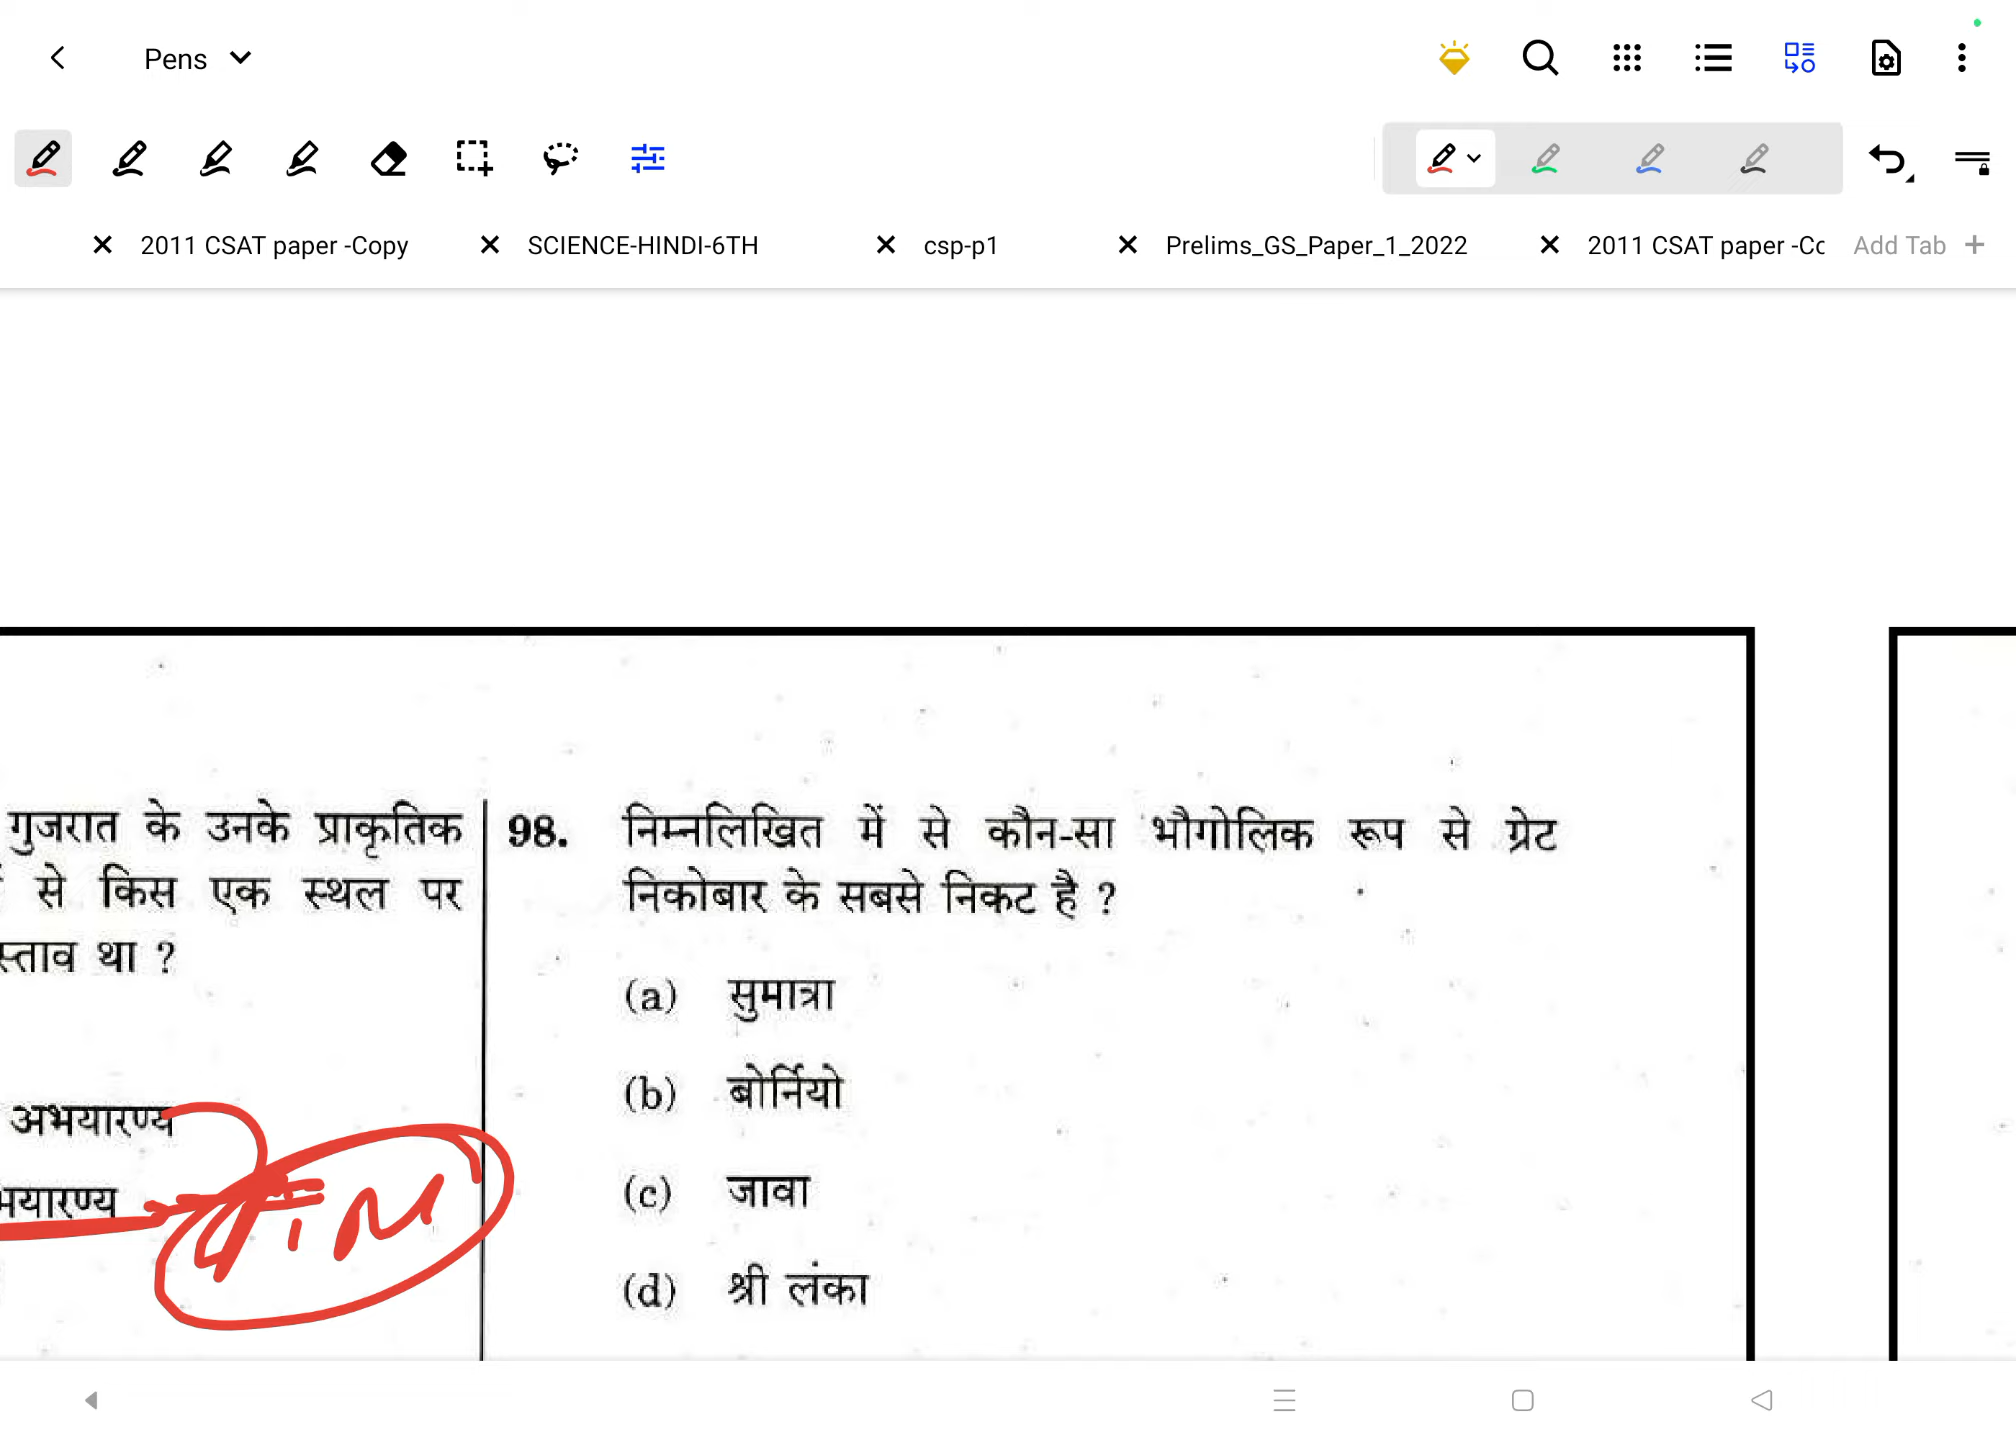 Pens
2011 CSAT paper -Copy
SCIENCE-HINDI-6TH
csp-p1
Prelims_GS_Paper_1_2022
2011 CSAT paper -Cc
Add Tab +
गुजरात के उनके प्राकृतिक
से किस एक स्थल पर
स्ताव था ?
अभयारण्य
भयारण्य
98. निम्नलिखित में से कौन-सा भौगोलिक रूप से ग्रेट
निकोबार के सबसे निकट है ?
(a) सुमात्रा
(b) बोर्नियो
(c) जावा
(d) श्री लंका